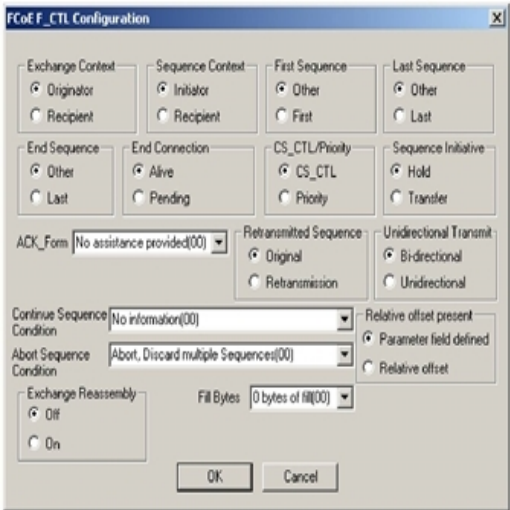 FCoE F_CTL Configuration
Exchange Context
Originator
Recipient
Sequence Context
Initiator
Recipient
First Sequence
Other
First
Last Sequence
Other
Last
End Sequence
Other
Last
End Connection
Alive
Pending
CS_CTL/Priority
CS_CTL
Priority
Sequence Initiative
Hold
Transfer
ACK_Form
No assistance provided(00)
Retransmitted Sequence
Original
Retransmission
Unidirectional Transmit
Bi-directional
Unidirectional
Continue Sequence
Condition
No information(00)
Abort Sequence
Condition
Abort, Discard multiple Sequences(00)
Relative offset present
Parameter field defined
Relative offset
Exchange Reassembly
Off
On
Fill Bytes
0 bytes of fill(00)
OK
Cancel